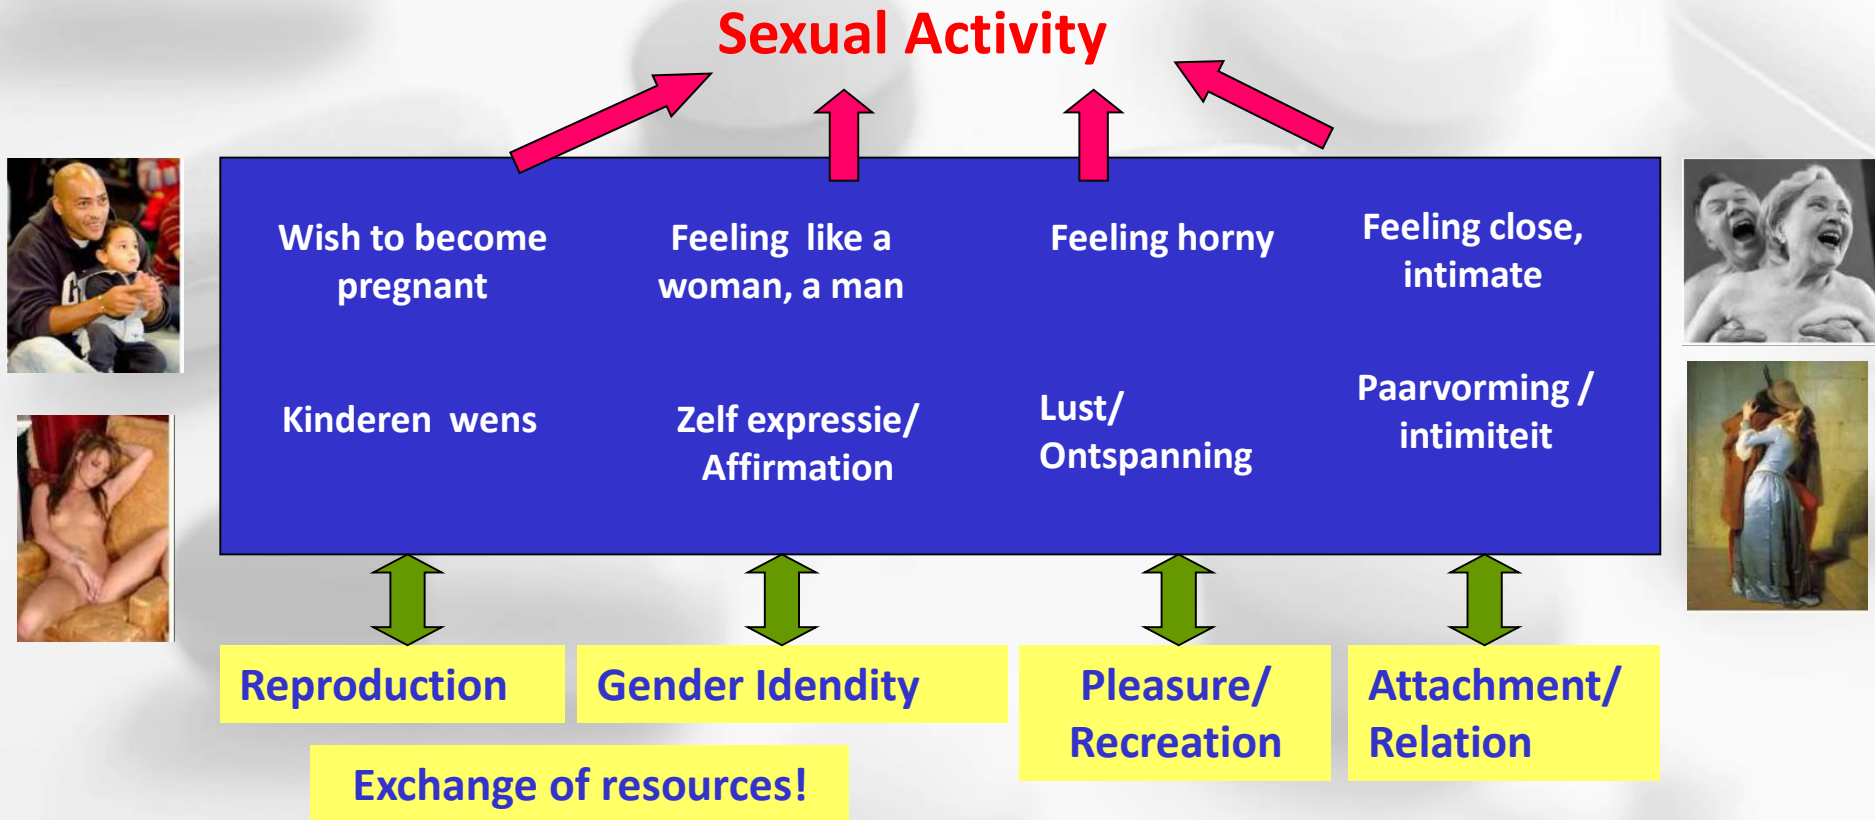 Sexual Activity
Wish to become
pregnant
Feeling like a
woman, a man
Feeling horny
Feeling close,
intimate
Kinderen wens
Zelf expressie/
Affirmation
Lust/
Ontspanning
Paarvorming /
intimiteit
Reproduction
Gender Idendity
Pleasure/
Recreation
Attachment/
Relation
Exchange of resources!